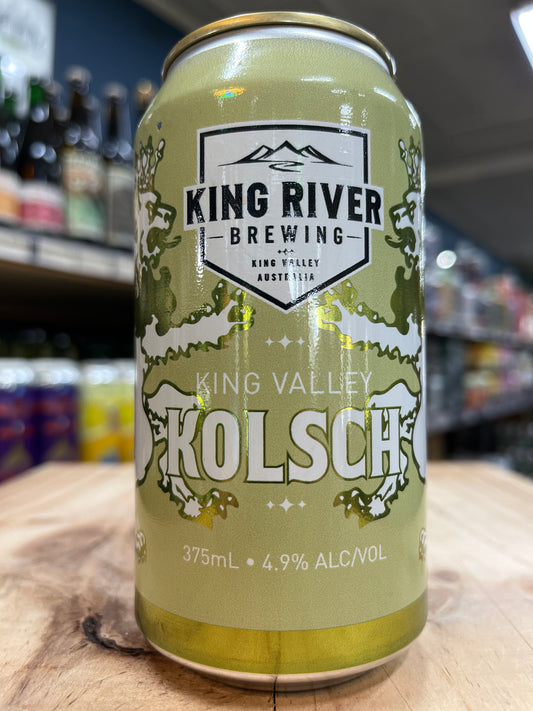 KING RIVER
BREWING
KING VALLEY
AUSTRALIA
KING VALLEY
KOLSCH
375mL • 4.9% ALC/VOL